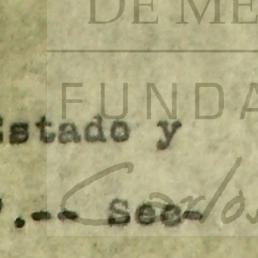 DE ME
FUNDA
Estado y
.-- Sec-
Carlos